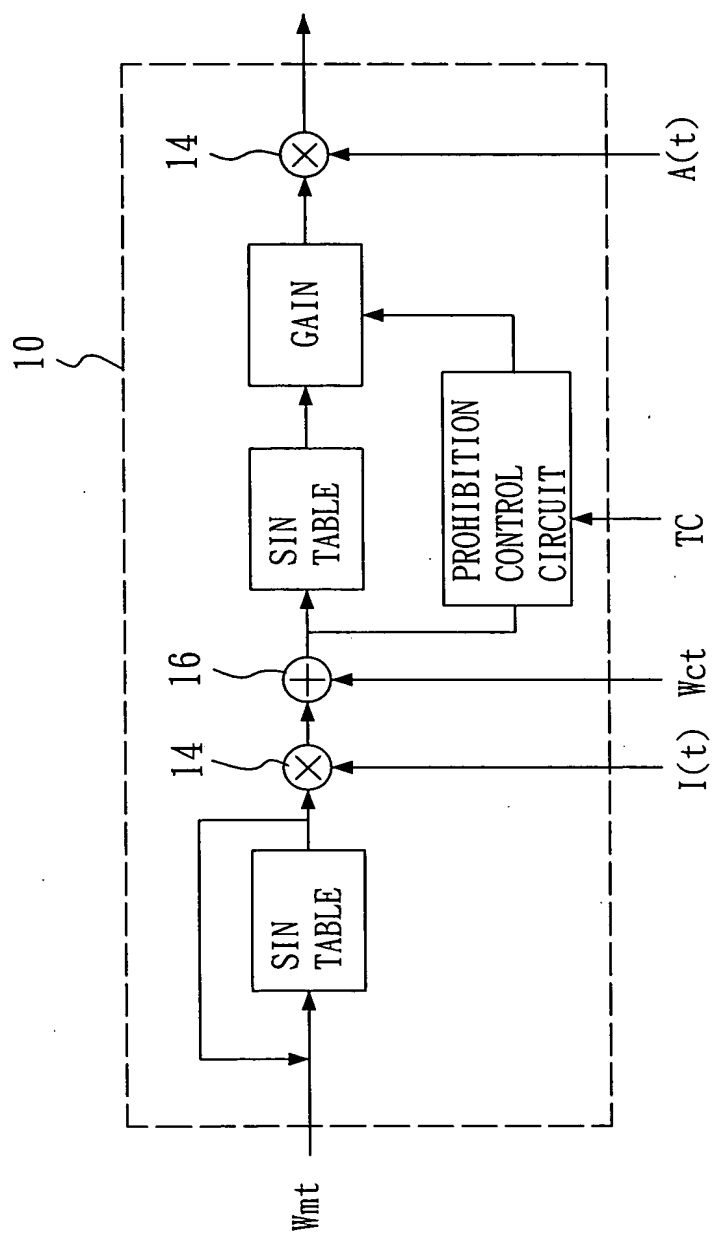 10
14
A(t)
GAIN
SIN
TABLE
PROHIBITION
CONTROL
CIRCUIT
TC
16
Wct
14
I(t)
SIN
TABLE
Wmt